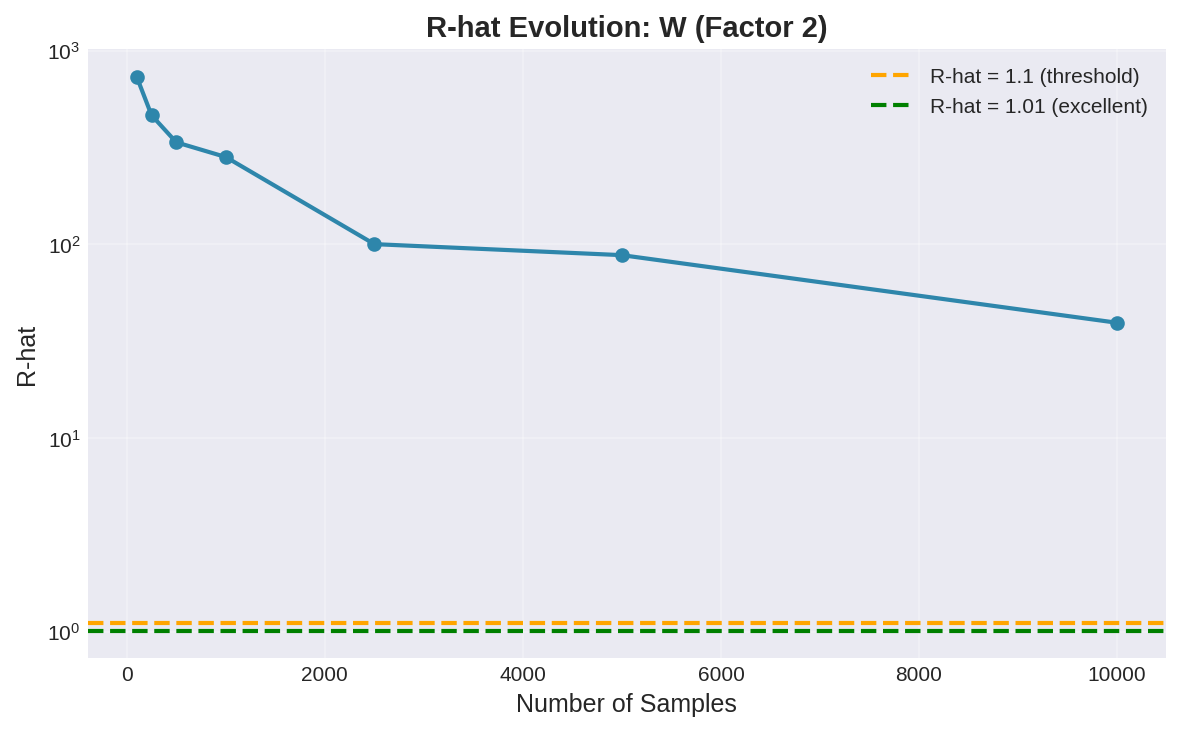 R-hat Evolution: W (Factor 2)
10³
R-hat = 1.1 (threshold)
R-hat = 1.01 (excellent)
10²
R-hat
10¹
10⁰
0 2000 4000 6000 8000 10000
Number of Samples